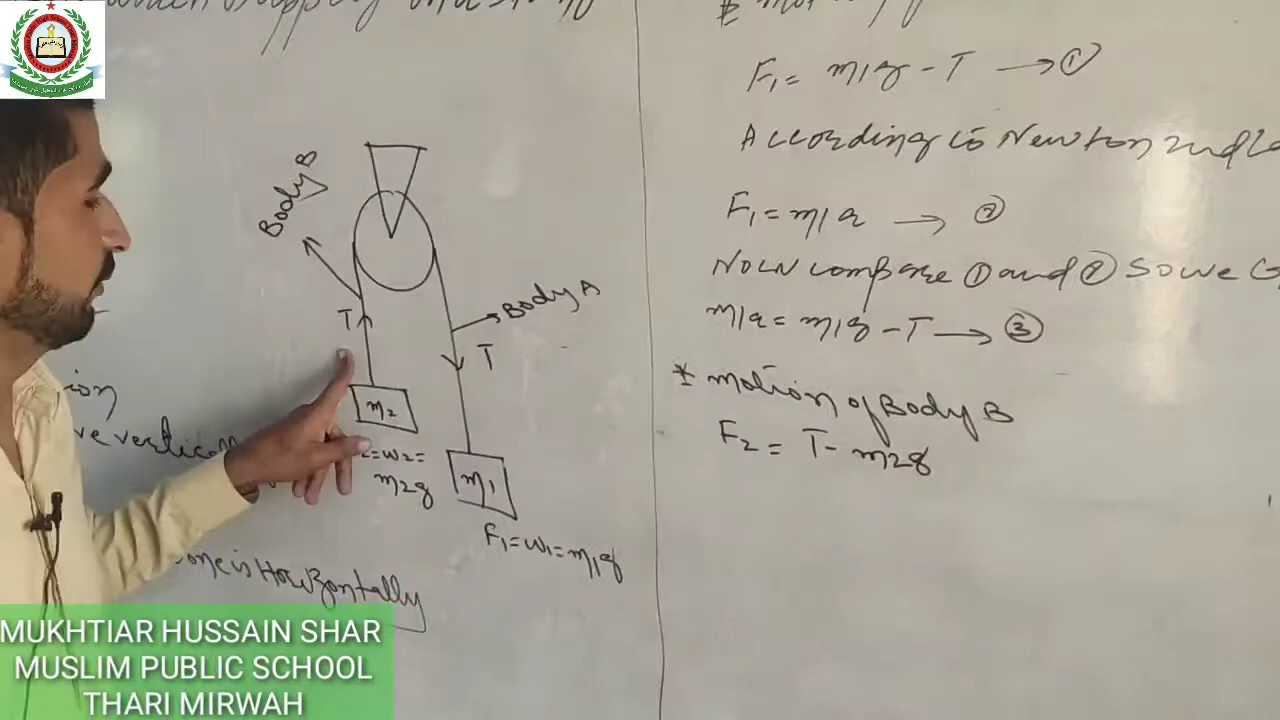 F₁ = m₁g - T → ①
According to Newton 2nd
F₁ = m₁a → ②
Now compare ① and ② so we
m₁a = m₁g - T → ③
* Motion of Body B
F₂ = T - m₂g
Body B
Body A
T
T
m₂
=w₂=
m₂g
m₁
F₁=w₁=m₁g
ion
ve vertically
one is Horizontally
MUKHTIAR HUSSAIN SHAR
MUSLIM PUBLIC SCHOOL
THARI MIRWAH